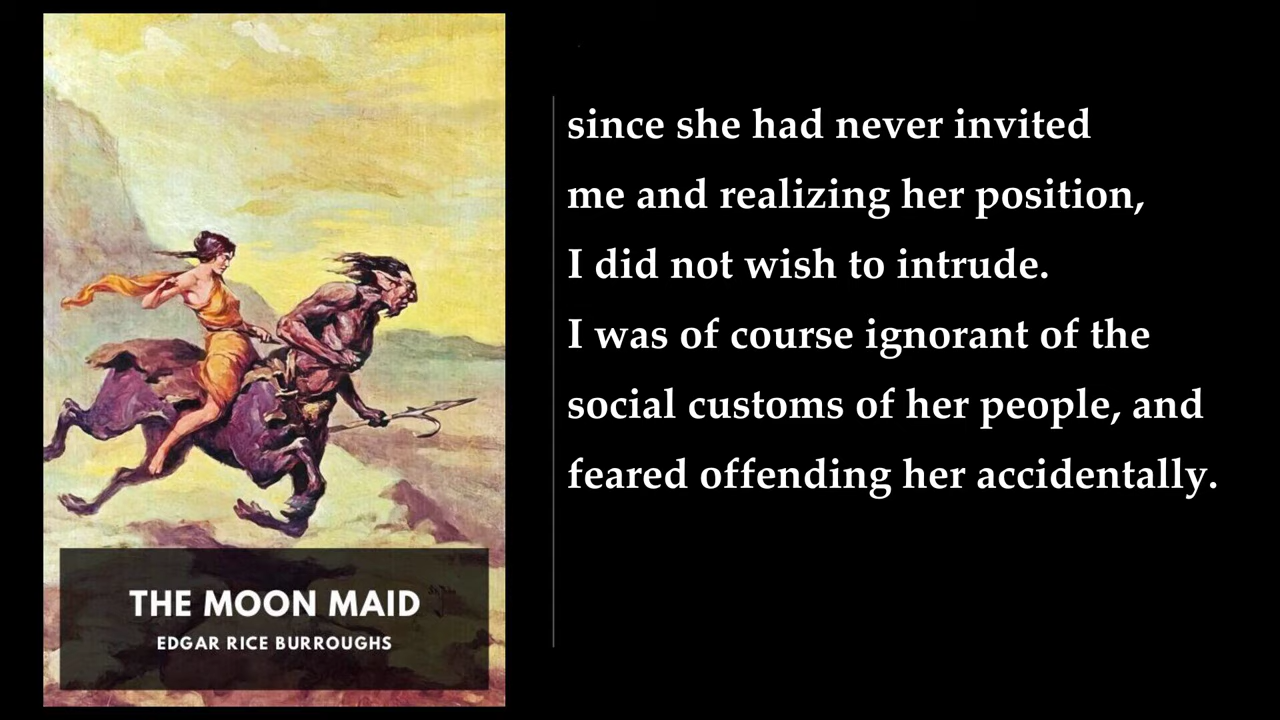 THE MOON MAID
EDGAR RICE BURROUGHS
since she had never invited
me and realizing her position,
I did not wish to intrude.
I was of course ignorant of the
social customs of her people, and
feared offending her accidentally.